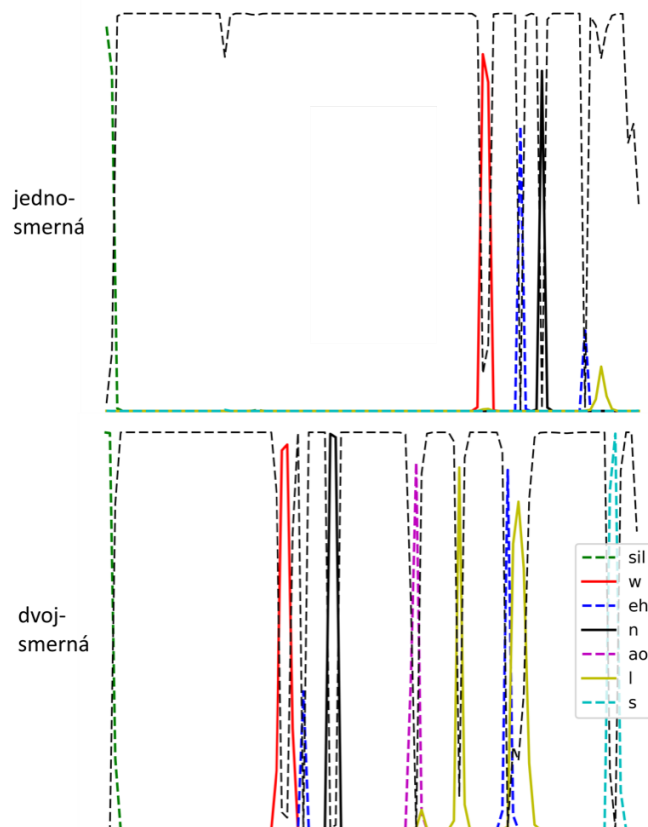 jedno-
smerná
dvoj-
smerná
sil
w
eh
n
ao
l
s